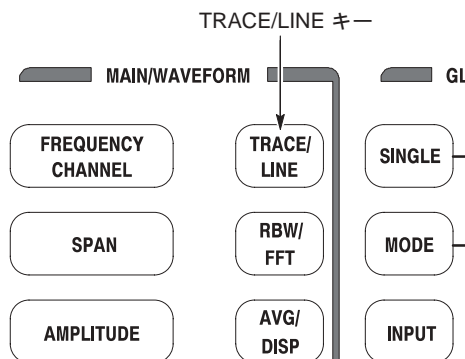 TRACE/LINE キー
MAIN/WAVEFORM
GL
FREQUENCY
CHANNEL
TRACE/
LINE
SINGLE
SPAN
RBW/
FFT
MODE
AMPLITUDE
AVG/
DISP
INPUT